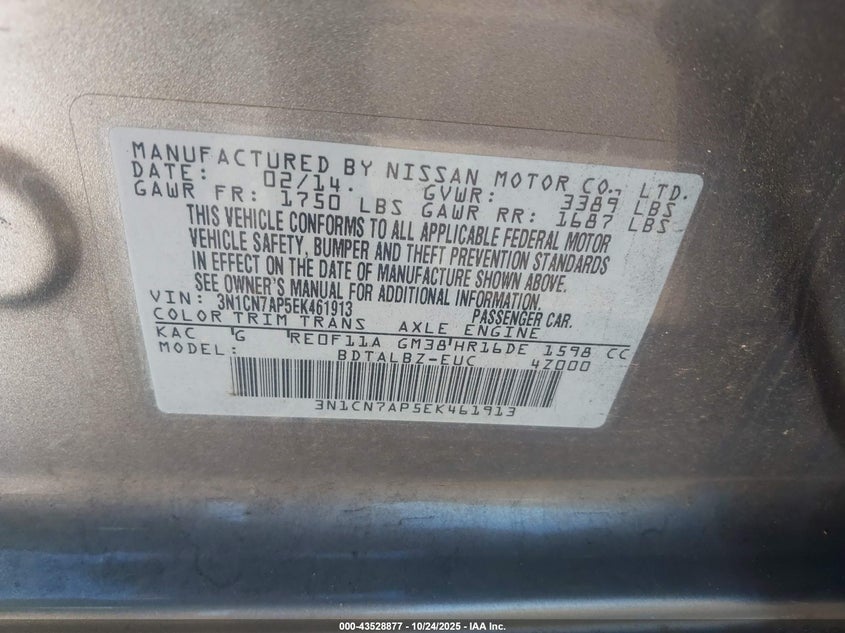 MANUFACTURED BY NISSAN MOTOR CO., LTD.
DATE: 02/14. GVWR: 3389 LBS
GAWR FR: 1750 LBS GAWR RR: 1687 LBS
THIS VEHICLE CONFORMS TO ALL APPLICABLE FEDERAL MOTOR
VEHICLE SAFETY, BUMPER AND THEFT PREVENTION STANDARDS
IN EFFECT ON THE DATE OF MANUFACTURE SHOWN ABOVE.
SEE OWNER'S MANUAL FOR ADDITIONAL INFORMATION.
VIN: 3N1CN7AP5EK461913 PASSENGER CAR.
COLOR TRIM TRANS AXLE ENGINE
KAC G RE0F11A GM38 HR16DE 1598 CC
MODEL: BDTALBZ-EUC 4Z000
3N1CN7AP5EK461913
000-43528877 - 10/24/2025 - IAA Inc.